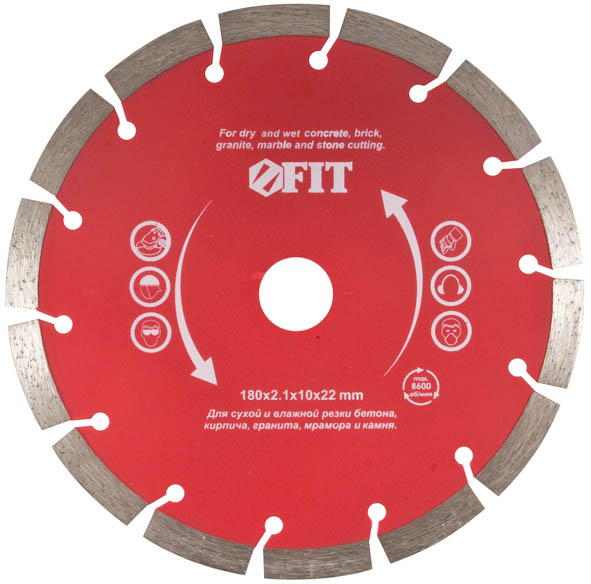 For dry and wet concrete, brick,
granite, marble and stone cutting.
FIT
max.
8600
об/мин
180x2.1x10x22 mm
Для сухой и влажной резки бетона,
кирпича, гранита, мрамора и камня.